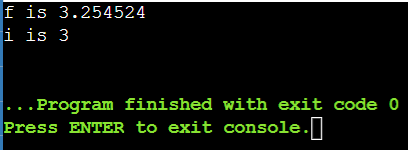 f is 3.254524
i is 3
...Program finished with exit code 0
Press ENTER to exit console.